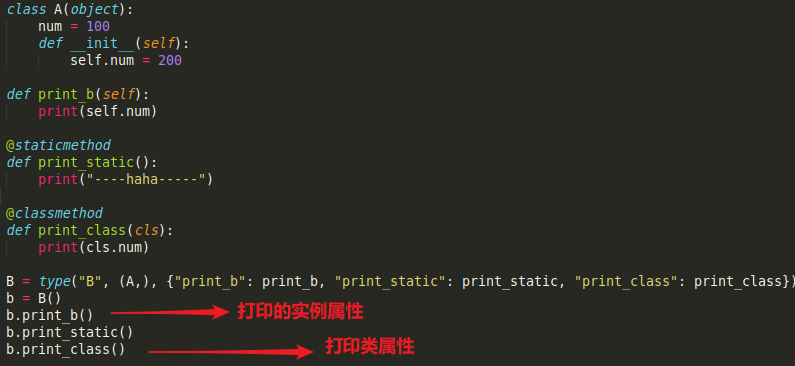 class A(object):
    num = 100
    def __init__(self):
        self.num = 200

def print_b(self):
    print(self.num)

@staticmethod
def print_static():
    print("----haha-----")

@classmethod
def print_class(cls):
    print(cls.num)

B = type("B", (A,), {"print_b": print_b, "print_static": print_static, "print_class": print_class})
b = B()
b.print_b() 打印的实例属性
b.print_static()
b.print_class() 打印类属性